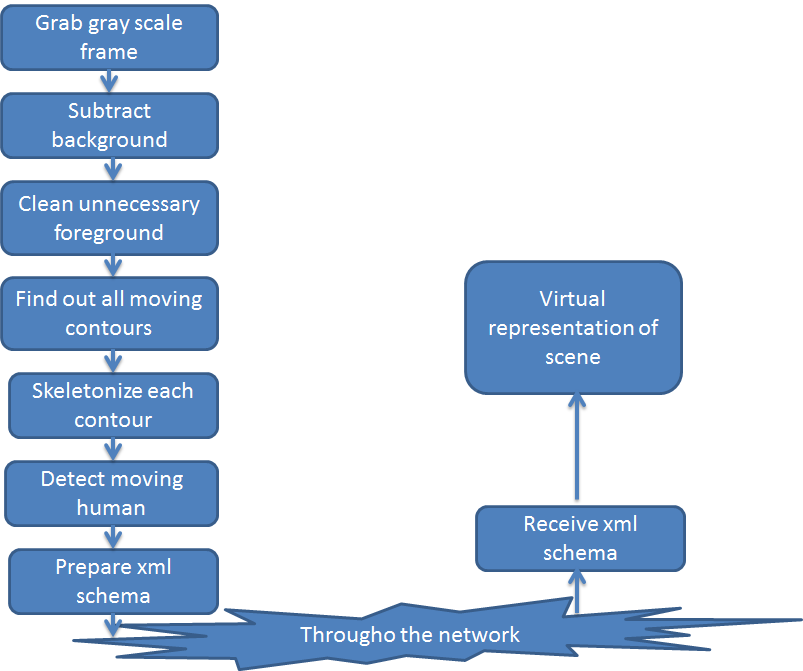 Grab gray scale
frame
Subtract
background
Clean unnecessary
foreground
Find out all moving
contours
Skeletonize each
contour
Detect moving
human
Prepare xml
schema
Througho the network
Receive xml
schema
Virtual
representation of
scene